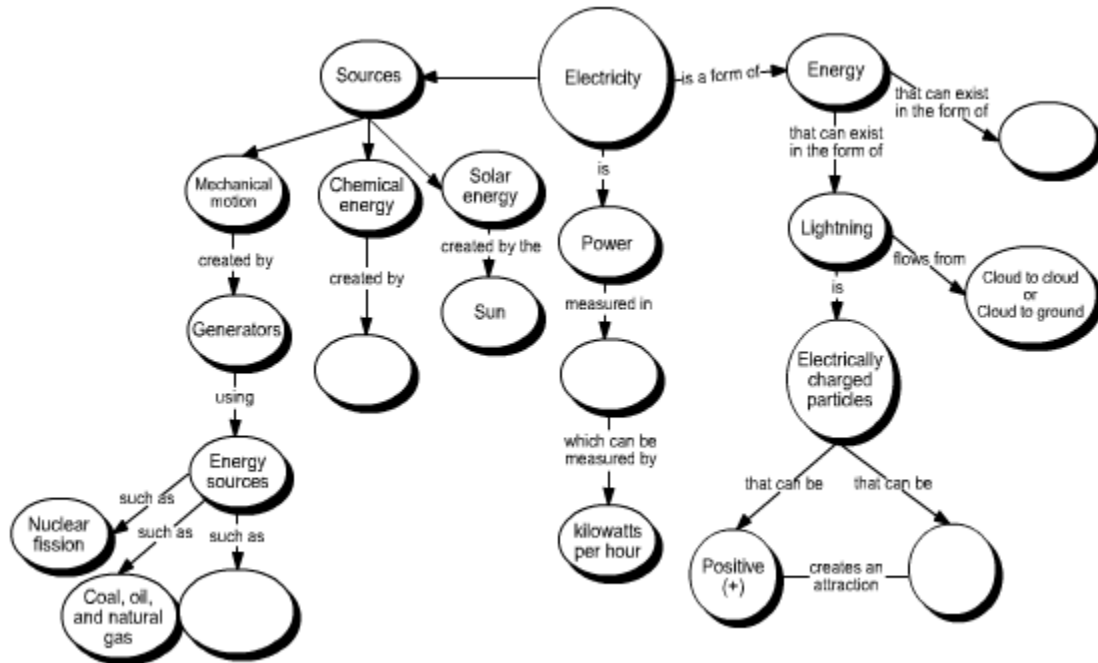 Sources
Electricity
is a form of
Energy
that can exist
in the form of
that can exist
in the form of
Mechanical
motion
Chemical
energy
Solar
energy
is
Power
Lightning
created by
created by
created by the
flows from
Cloud to cloud
or
Cloud to ground
is
Generators
Sun
measured in
Electrically
charged
particles
using
which can be
measured by
Energy
sources
that can be
that can be
such as
such as
such as
Nuclear
fission
kilowatts
per hour
Positive
(+)
creates an
attraction
Coal, oil,
and natural
gas